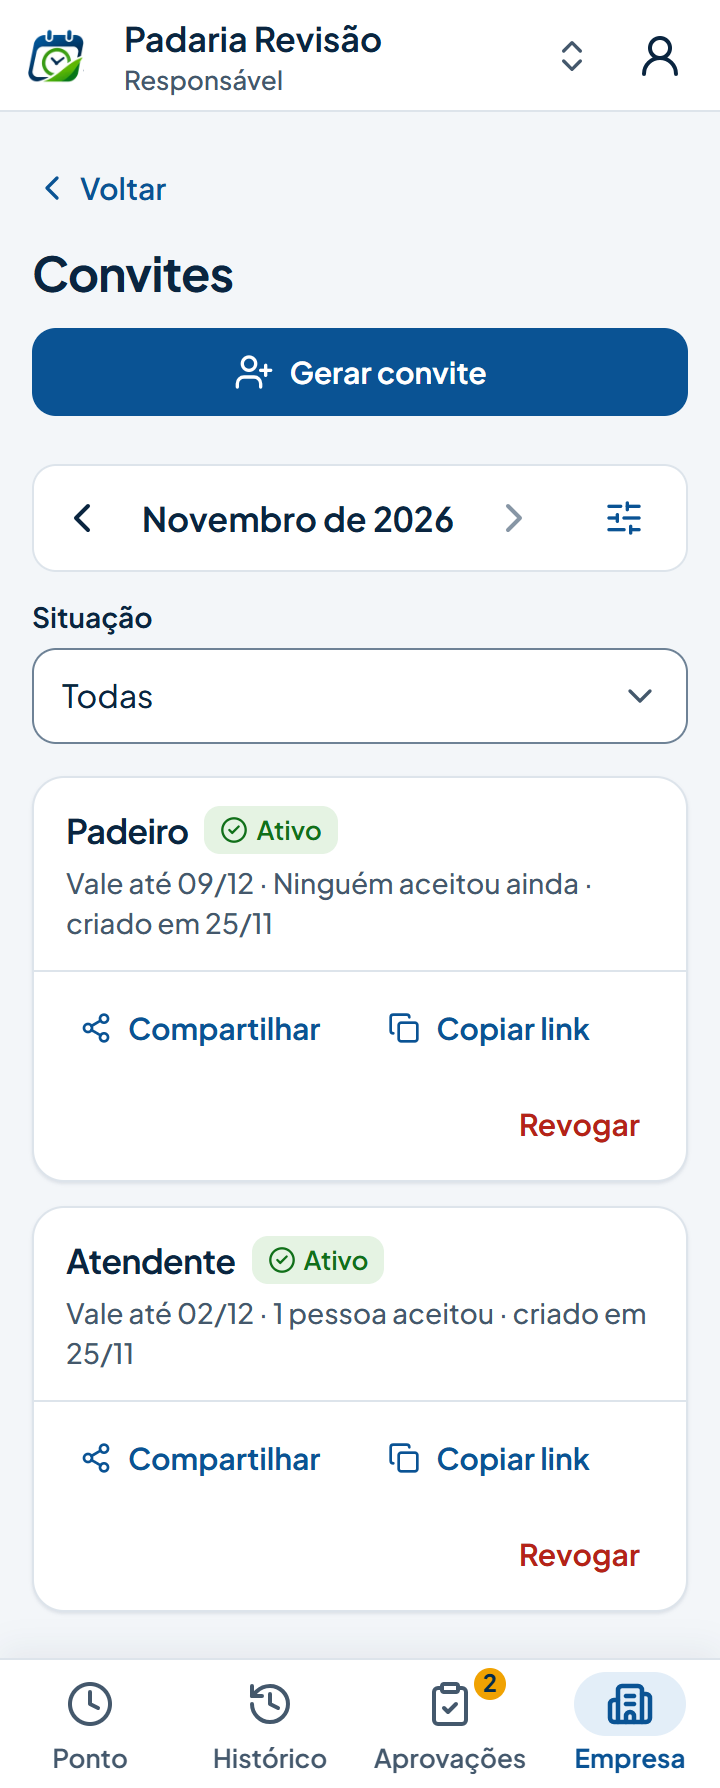 Padaria Revisão
Responsável
Voltar
Convites
Gerar convite
Novembro de 2026
Situação
Todas
Padeiro
Ativo
Vale até 09/12 · Ninguém aceitou ainda ·
criado em 25/11
Compartilhar
Copiar link
Revogar
Atendente
Ativo
Vale até 02/12 · 1 pessoa aceitou · criado em
25/11
Compartilhar
Copiar link
Revogar
2
Ponto
Histórico
Aprovações
Empresa